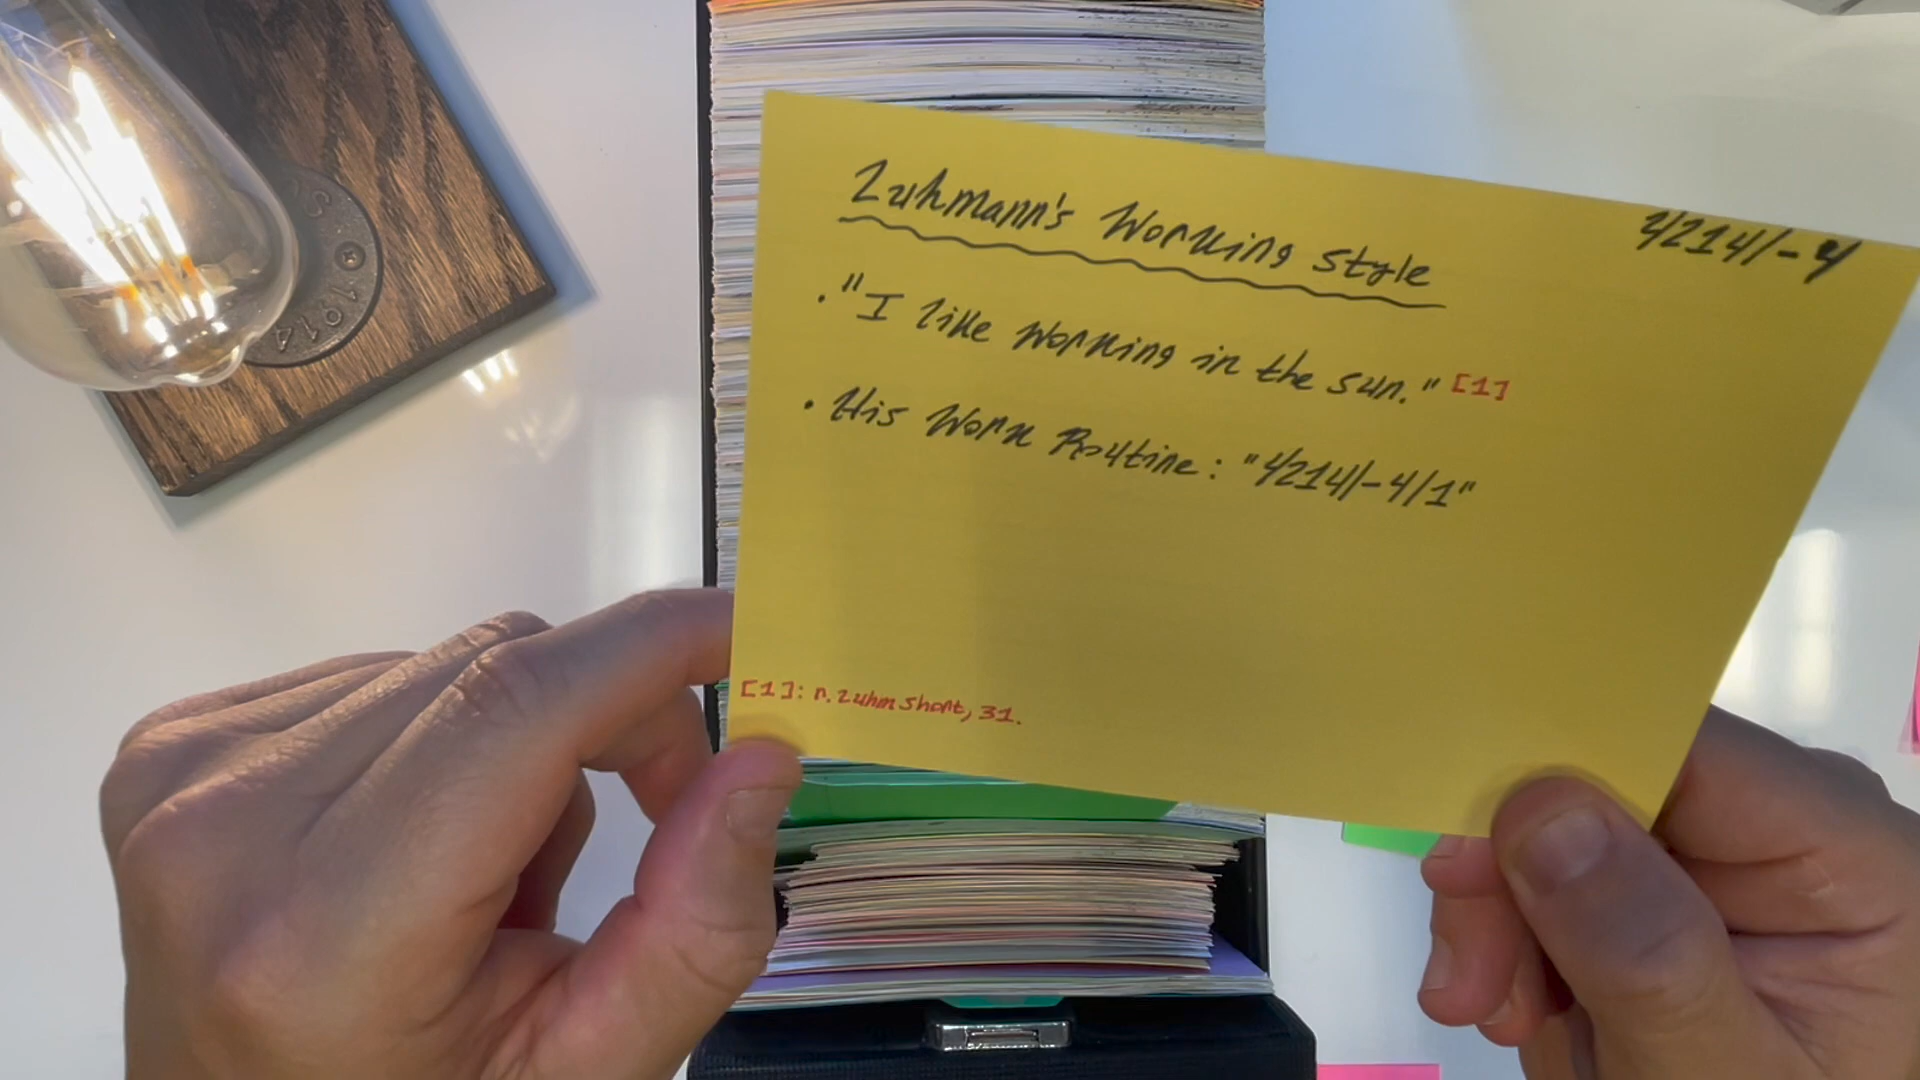 Luhmann's Working Style
4214/-4
• "I like working in the sun." [1]
• His Work Routine: "4214/-4/1"
[1]: n. Luhm Short, 31.
1914